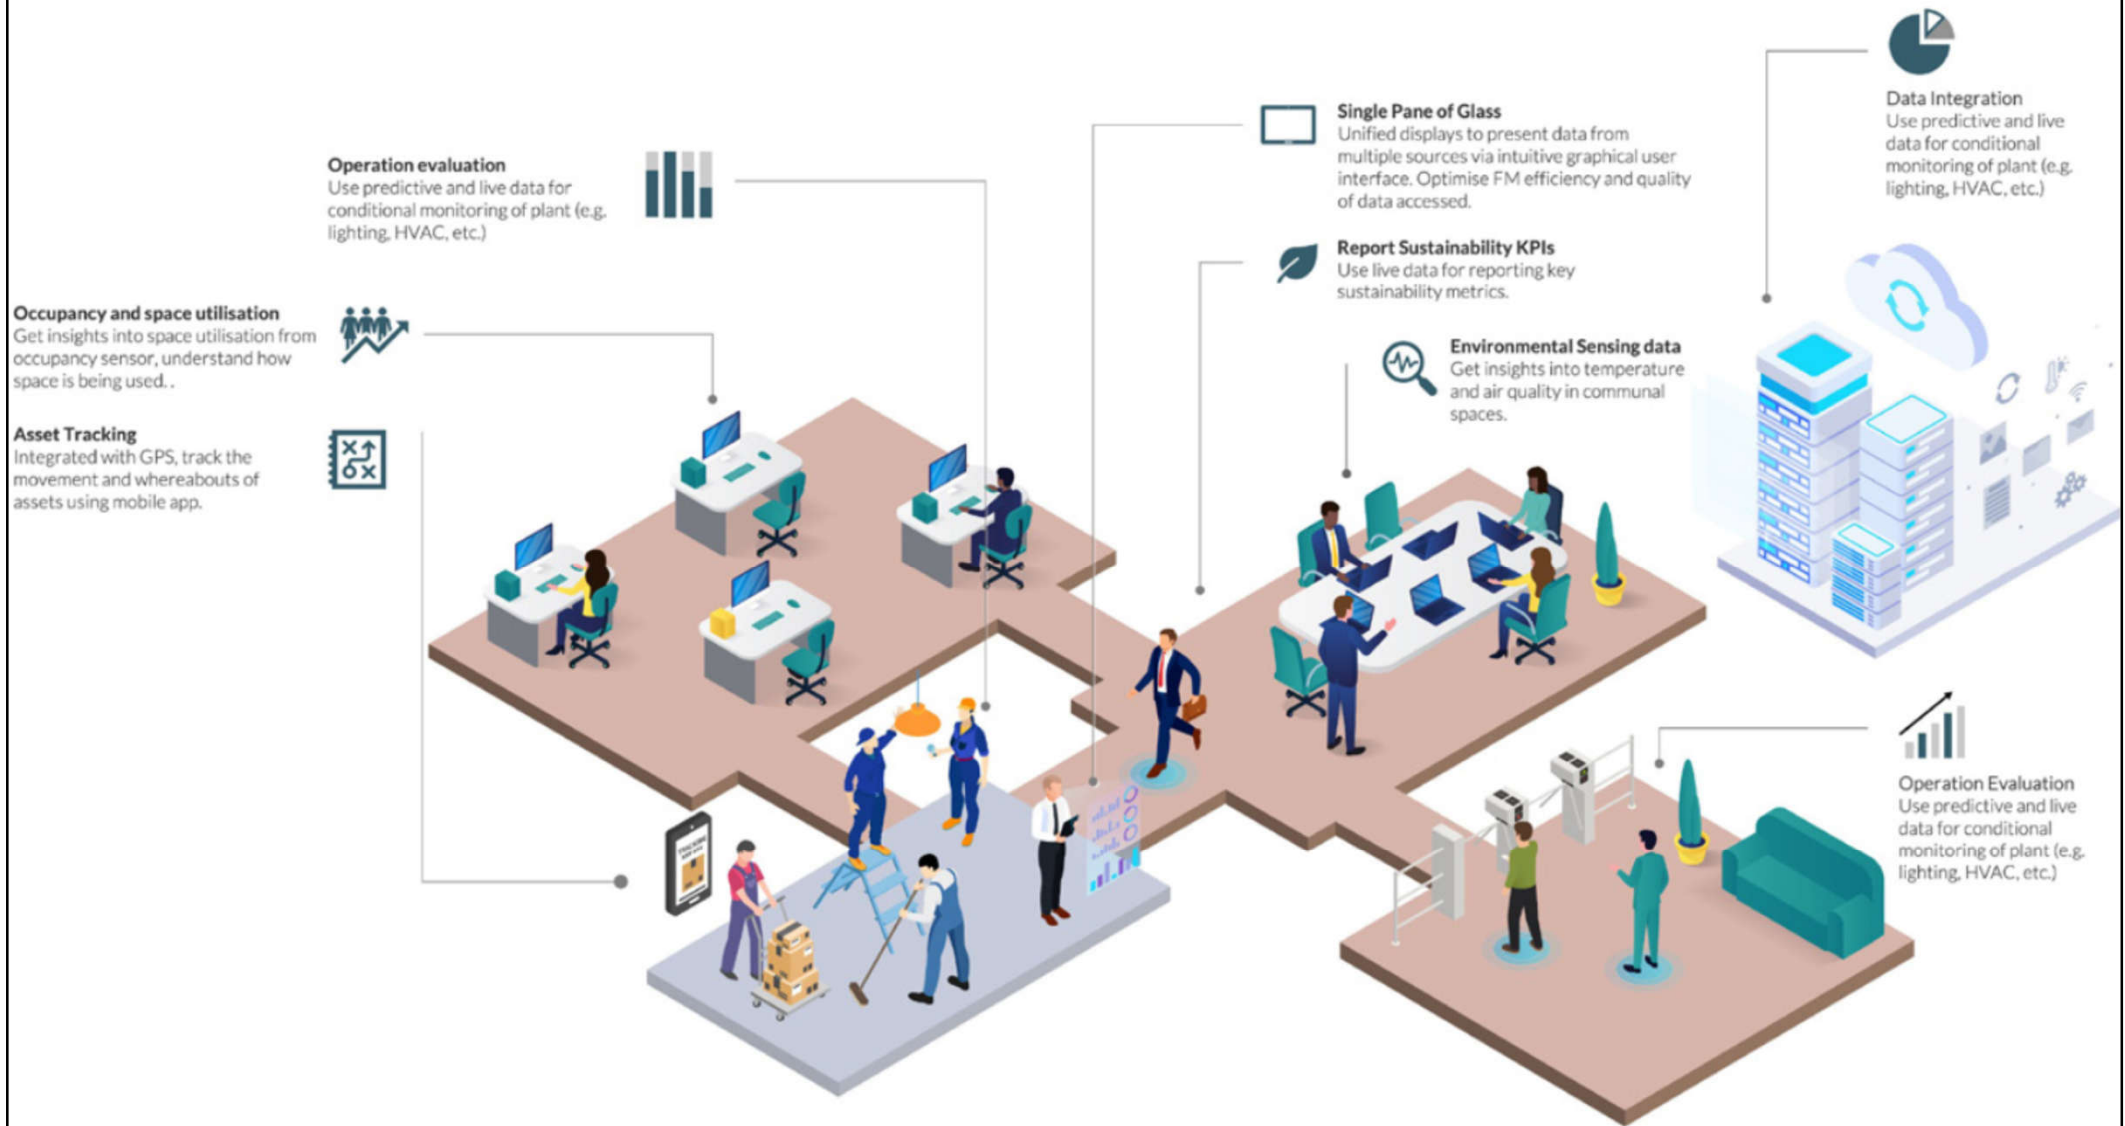 Operation evaluation
Use predictive and live data for
conditional monitoring of plant (e.g.
lighting, HVAC, etc.)
Occupancy and space utilisation
Get insights into space utilisation from
occupancy sensor, understand how
space is being used. .
Asset Tracking
Integrated with GPS, track the
movement and whereabouts of
assets using mobile app.
Single Pane of Glass
Unified displays to present data from
multiple sources via intuitive graphical user
interface. Optimise FM efficiency and quality
of data accessed.
Report Sustainability KPIs
Use live data for reporting key
sustainability metrics.
Environmental Sensing data
Get insights into temperature
and air quality in communal
spaces.
Data Integration
Use predictive and live
data for conditional
monitoring of plant (e.g.
lighting, HVAC, etc.)
Operation Evaluation
Use predictive and live
data for conditional
monitoring of plant (e.g.
lighting, HVAC, etc.)
TRACKING